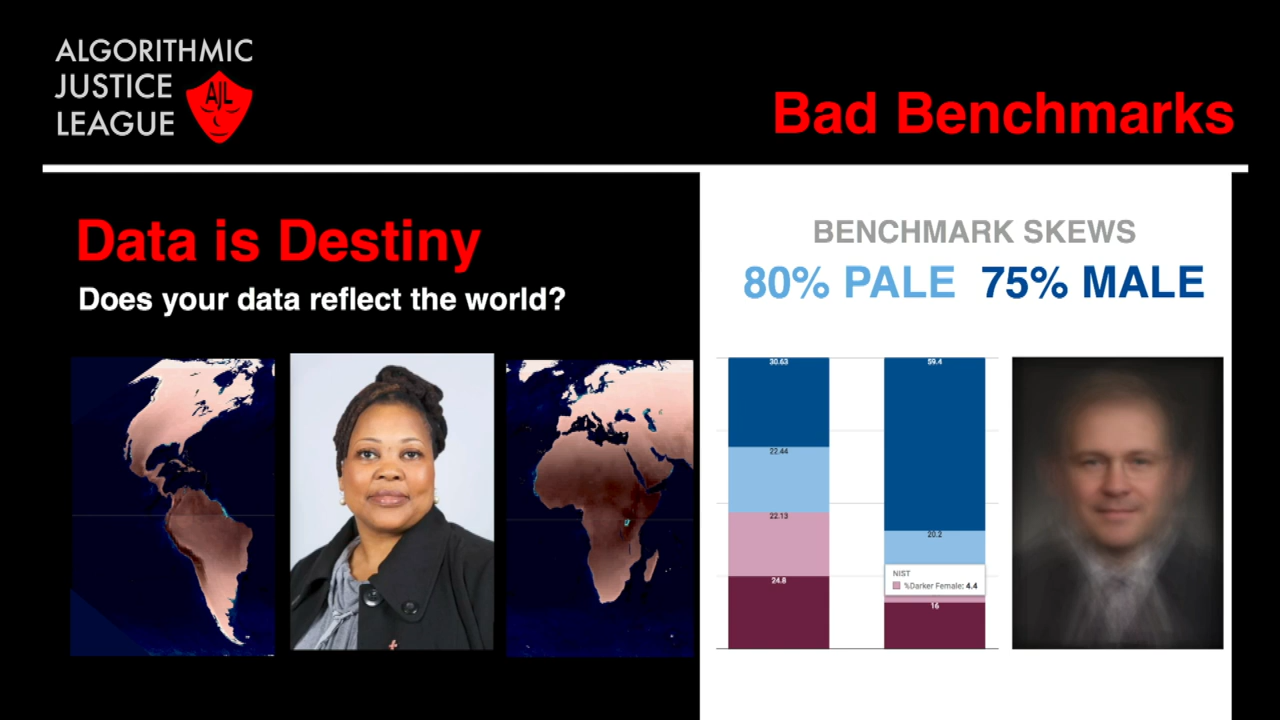 ALGORITHMIC
JUSTICE
LEAGUE
AJL
Bad Benchmarks
Data is Destiny
Does your data reflect the world?
BENCHMARK SKEWS
80% PALE 75% MALE
30.63
59.4
22.44
22.13
20.2
NIST
%Darker Female: 4.4
24.8
16